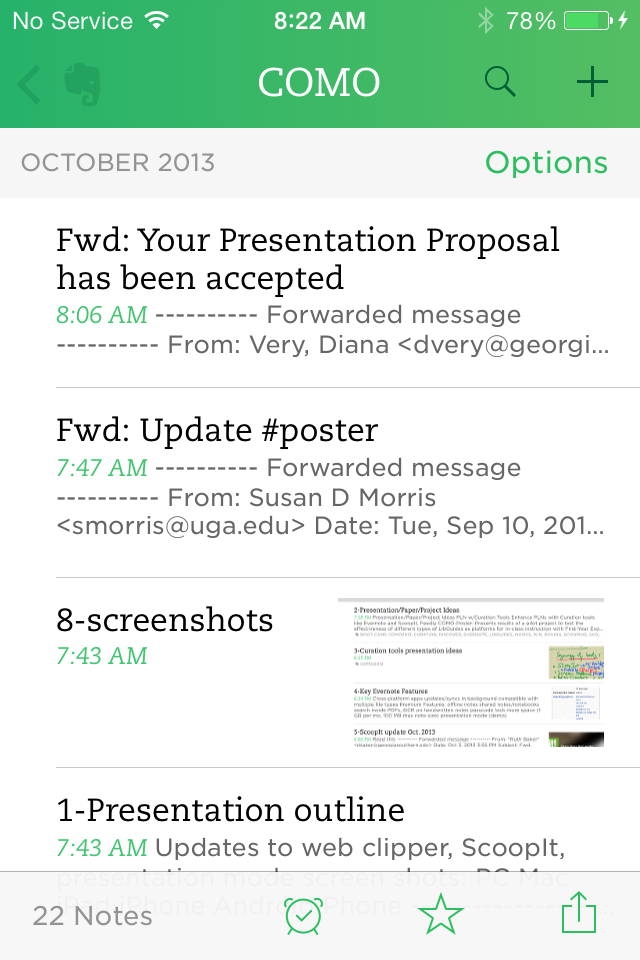 No Service 8:22 AM 78%
COMO
OCTOBER 2013 Options
Fwd: Your Presentation Proposal
has been accepted
8:06 AM ---------- Forwarded message
---------- From: Very, Diana <dvery@georgi...
Fwd: Update #poster
7:47 AM ---------- Forwarded message
---------- From: Susan D Morris
<smorris@uga.edu> Date: Tue, Sep 10, 201...
8-screenshots
7:43 AM
2-Presentation/Paper/Project Ideas
3-Curation tools presentation ideas
4-Key Evernote Features
5-ScoopIt update Oct. 2013
1-Presentation outline
7:43 AM Updates to web clipper, ScoopIt,
presentation mode screen shots: PC Mac
iPad iPhone Android Phone
22 Notes